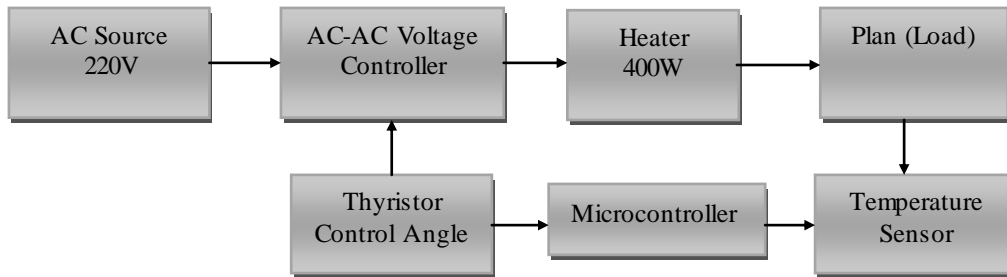 AC Source
220V
AC-AC Voltage
Controller
Heater
400W
Plan (Load)
Thyristor
Control Angle
Microcontroller
Temperature
Sensor